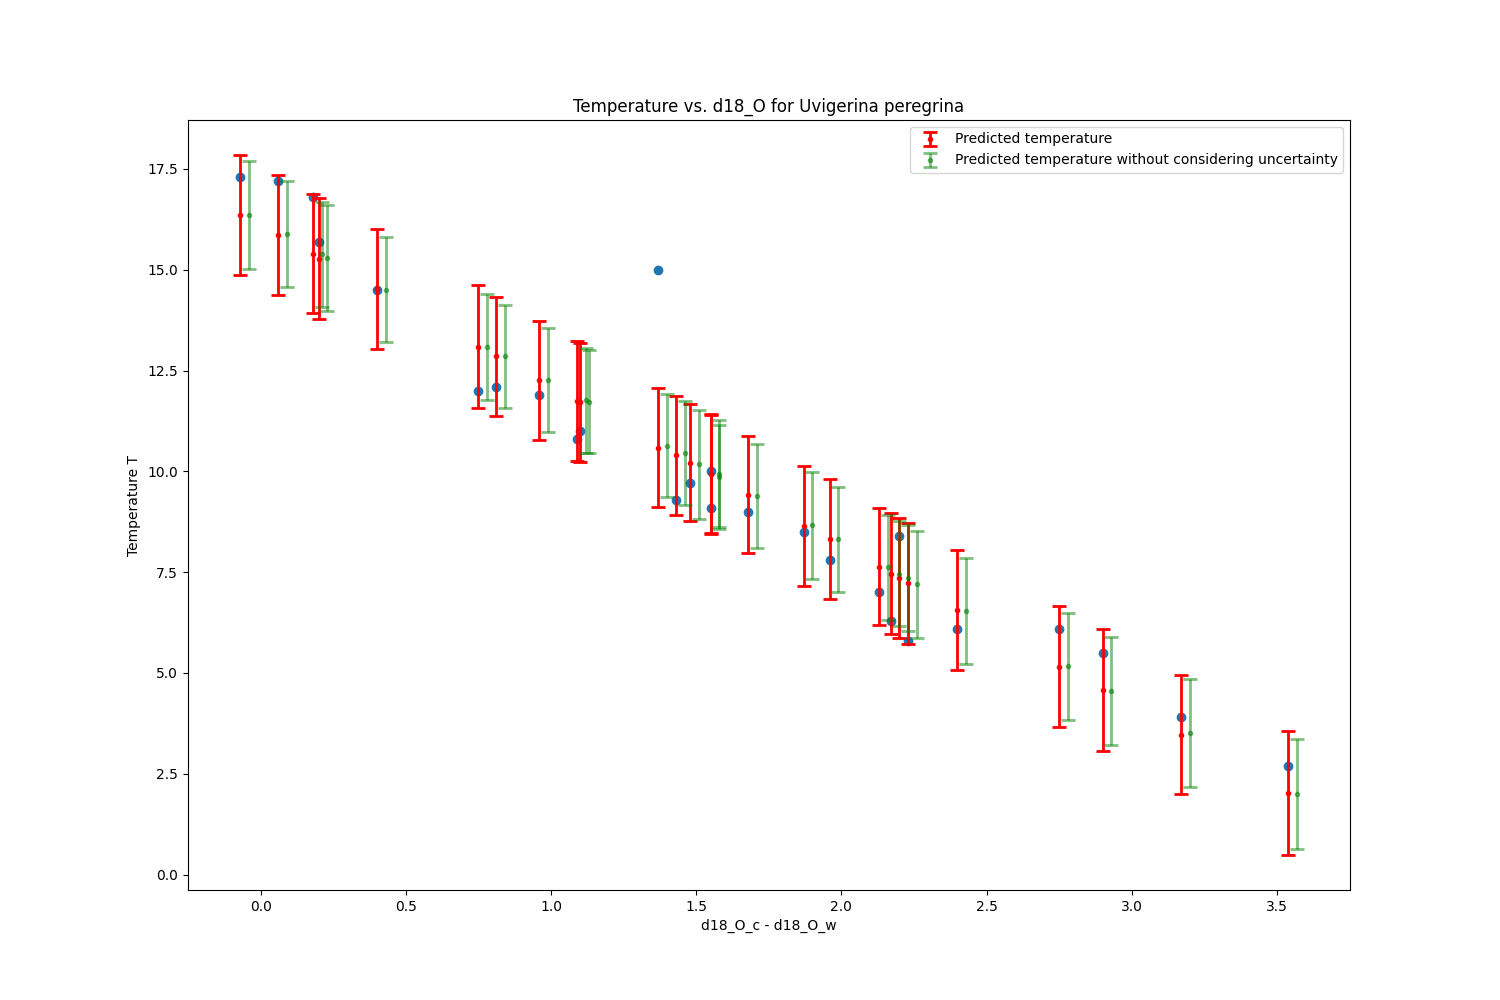 Temperature vs. d18_O for Uvigerina peregrina
Predicted temperature
Predicted temperature without considering uncertainty
17.5
15.0
12.5
10.0
7.5
5.0
2.5
0.0
Temperature T
0.0 0.5 1.0 1.5 2.0 2.5 3.0 3.5
d18_O_c - d18_O_w